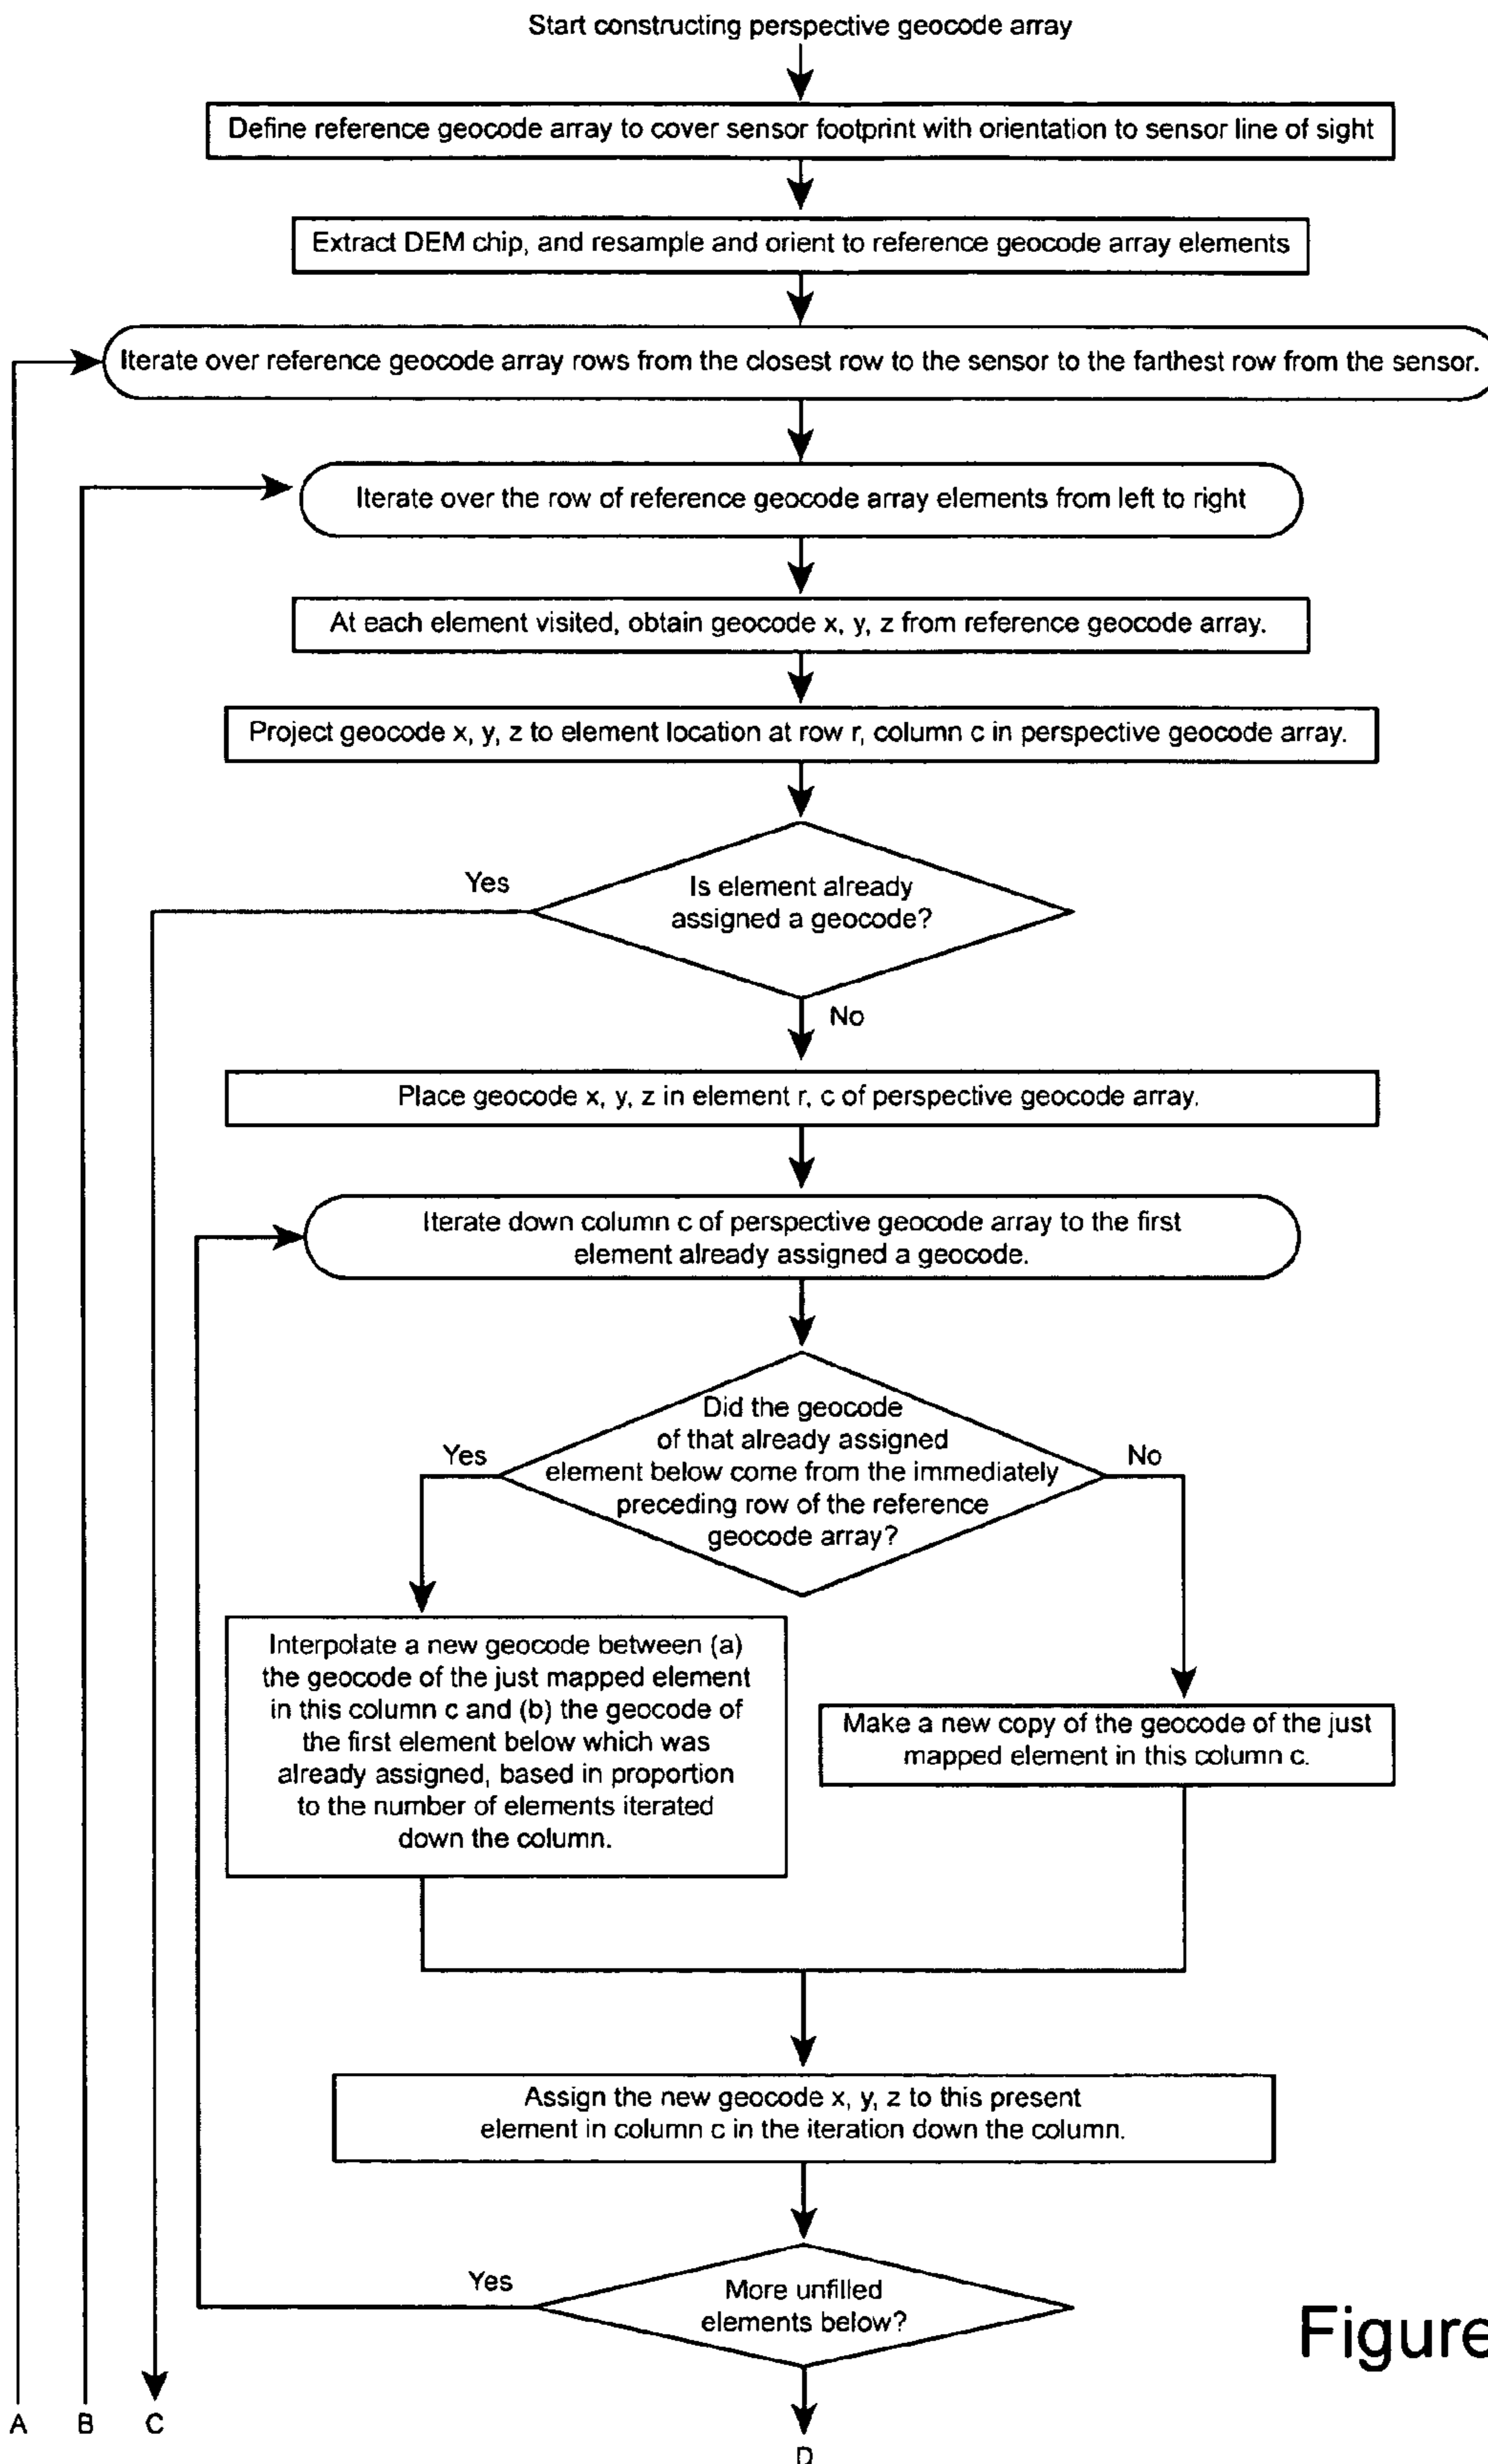 Start constructing perspective geocode array
Define reference geocode array to cover sensor footprint with orientation to sensor line of sight
Extract DEM chip, and resample and orient to reference geocode array elements
Iterate over reference geocode array rows from the closest row to the sensor to the farthest row from the sensor.
Iterate over the row of reference geocode array elements from left to right
At each element visited, obtain geocode x, y, z from reference geocode array.
Project geocode x, y, z to element location at row r, column c in perspective geocode array.
Yes
Is element already
assigned a geocode?
No
Place geocode x, y, z in element r, c of perspective geocode array.
Iterate down column c of perspective geocode array to the first
element already assigned a geocode.
Did the geocode
of that already assigned
element below come from the immediately
preceding row of the reference
geocode array?
Yes
No
Interpolate a new geocode between (a)
the geocode of the just mapped element
in this column c and (b) the geocode of
the first element below which was
already assigned, based in proportion
to the number of elements iterated
down the column.
Make a new copy of the geocode of the just
mapped element in this column c.
Assign the new geocode x, y, z to this present
element in column c in the iteration down the column.
Yes
More unfilled
elements below?
Figure
A
B
C
D